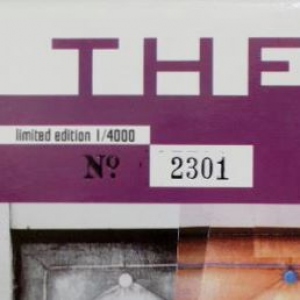 THE
limited edition 1/4000
Nº 2301